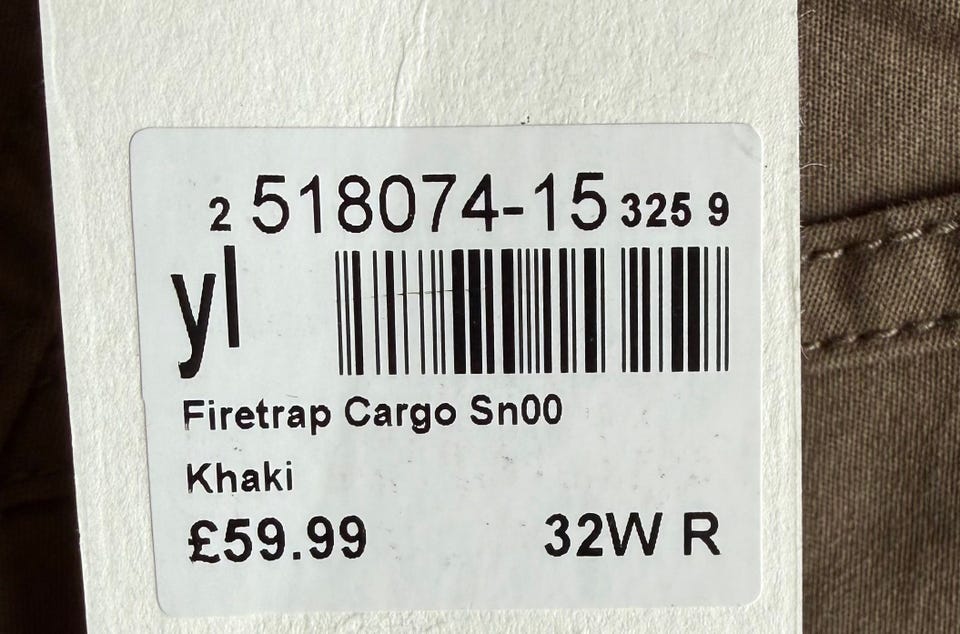 2 518074-15 325 9
yl
Firetrap Cargo Sn00
Khaki
£59.99 32W R